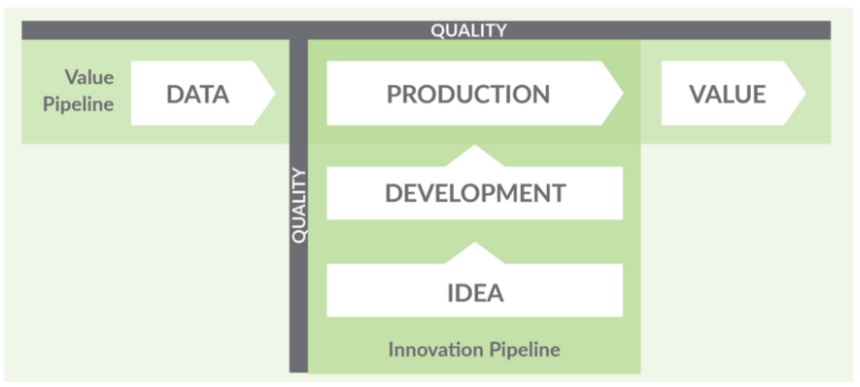 QUALITY
Value
Pipeline
DATA
PRODUCTION
VALUE
QUALITY
DEVELOPMENT
IDEA
Innovation Pipeline